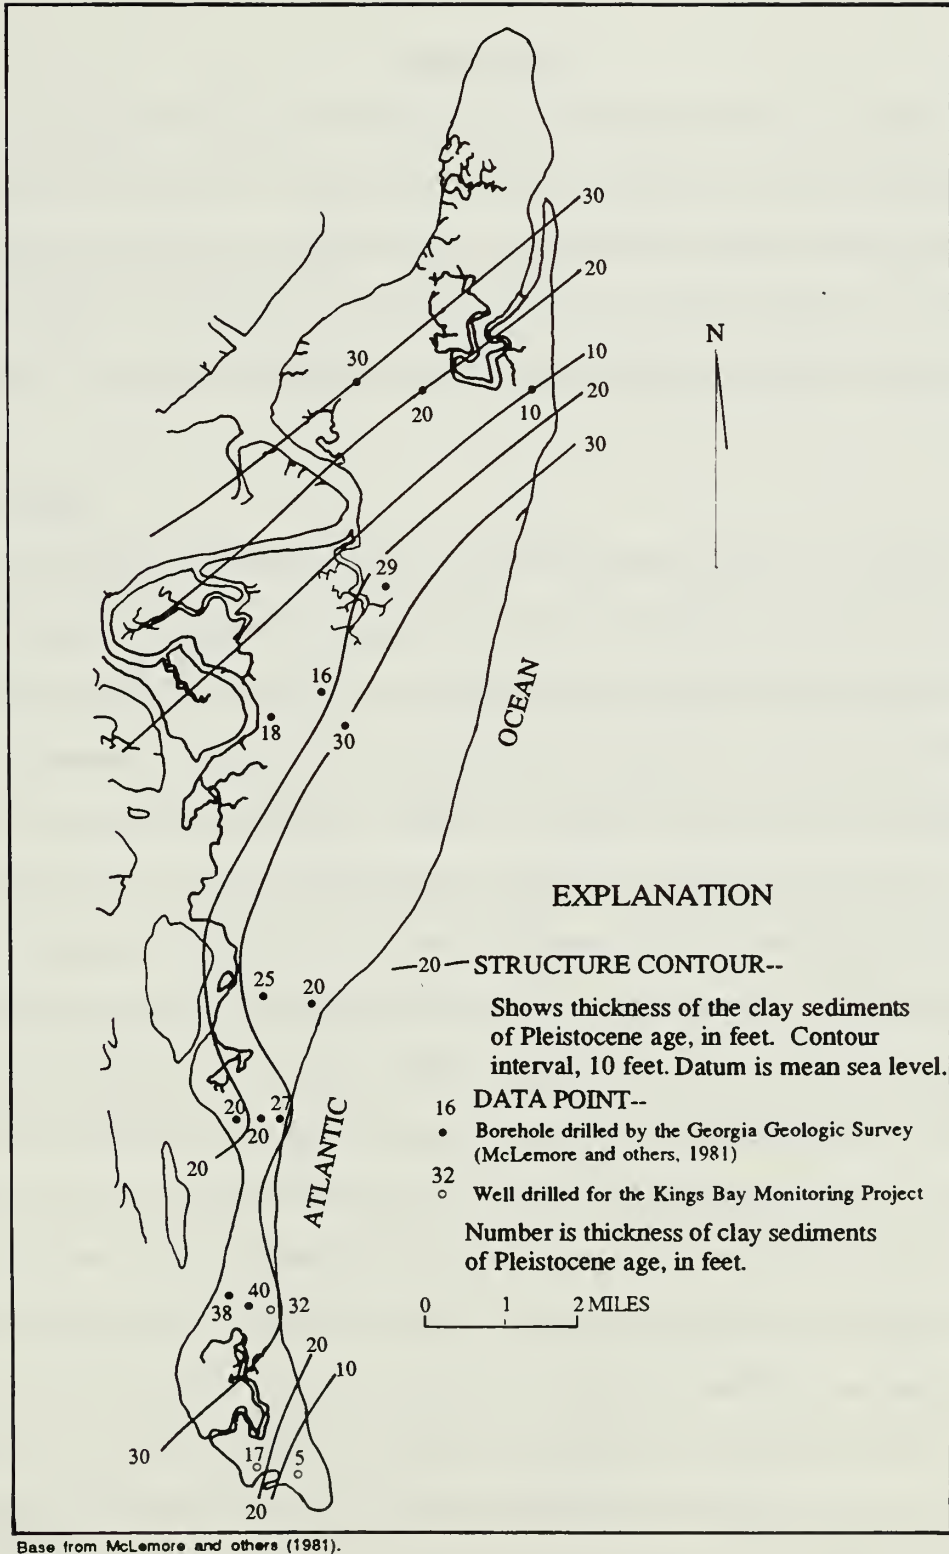 30
20
N
10
30
20
20
10
30
29
OCEAN
16
18
30
EXPLANATION
—20— STRUCTURE CONTOUR--
25
20
Shows thickness of the clay sediments
of Pleistocene age, in feet. Contour
interval, 10 feet. Datum is mean sea level.
16 DATA POINT--
20
27
20
ATLANTIC
Borehole drilled by the Georgia Geologic Survey
(McLemore and others, 1981)
20
32
Well drilled for the Kings Bay Monitoring Project
Number is thickness of clay sediments
of Pleistocene age, in feet.
40
38
32
0 1 2 MILES
20
10
30
17
5
20
Base from McLemore and others (1981).